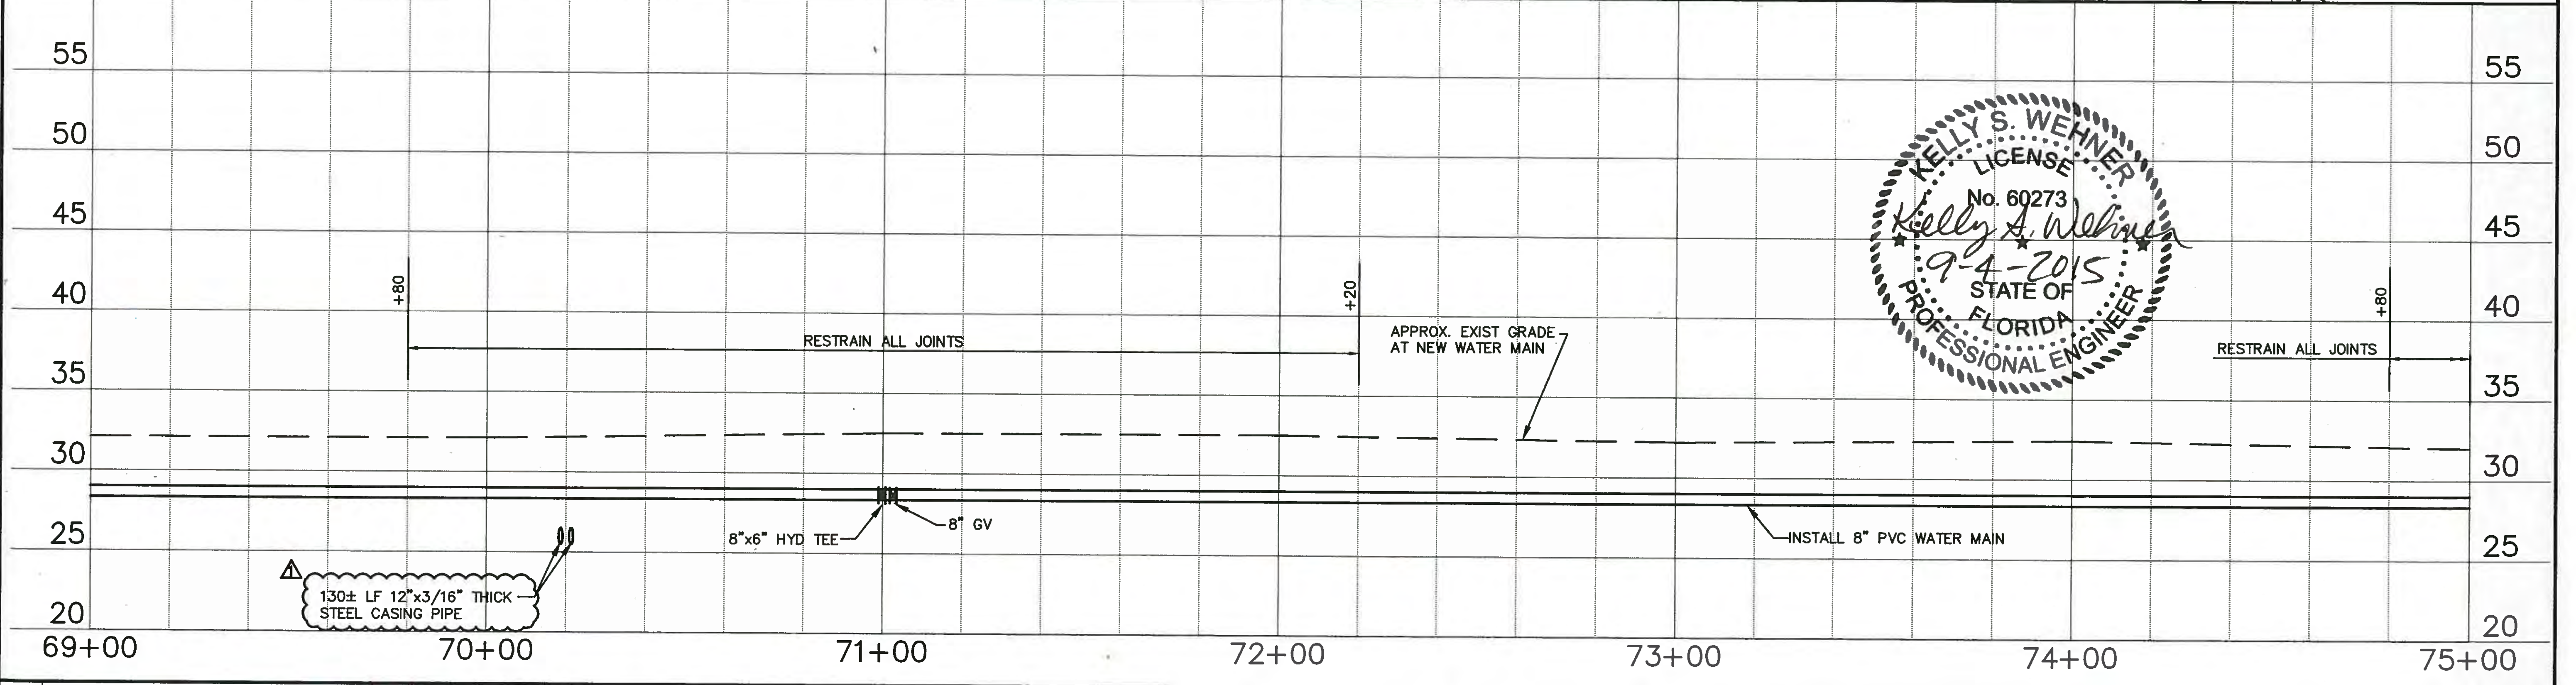 55
55
50
50
45
45
40
40
35
35
30
30
25
25
20
20
KELLY S. WEHNER
LICENSE
No. 60273
Kelly S. Wehner
9-4-2015
STATE OF
FLORIDA
PROFESSIONAL ENGINEER
+80
+20
+80
RESTRAIN ALL JOINTS
APPROX. EXIST GRADE
AT NEW WATER MAIN
RESTRAIN ALL JOINTS
8"x6" HYD TEE
8" GV
INSTALL 8" PVC WATER MAIN
1
130± LF 12"x3/16" THICK
STEEL CASING PIPE
69+00
70+00
71+00
72+00
73+00
74+00
75+00